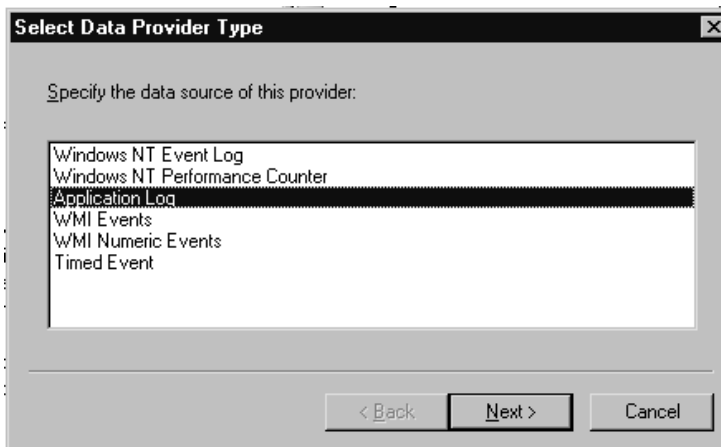 Select Data Provider Type
Specify the data source of this provider:
Windows NT Event Log
Windows NT Performance Counter
Application Log
WMI Events
WMI Numeric Events
Timed Event
< Back
Next >
Cancel